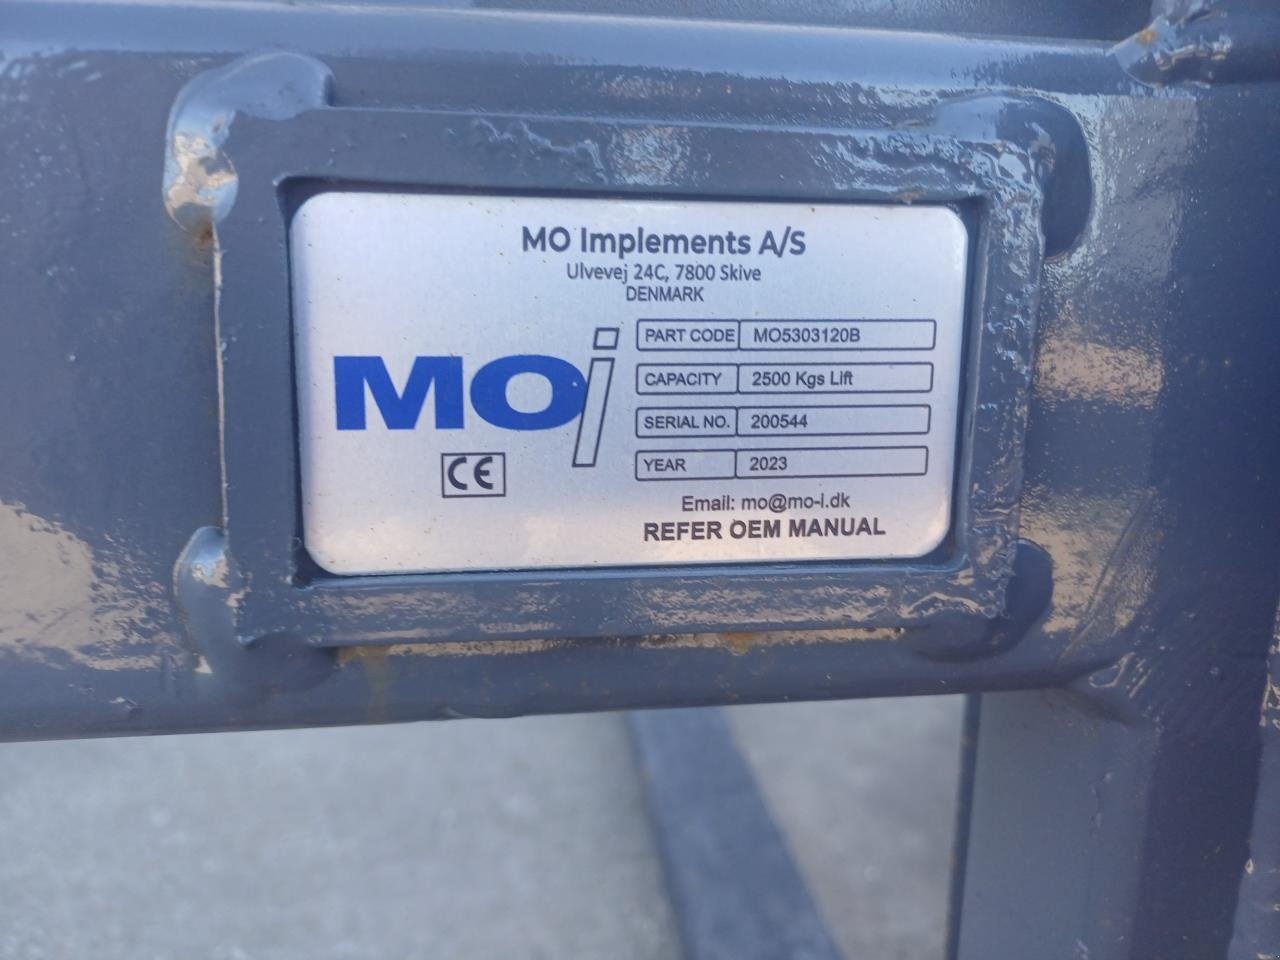 MO Implements A/S
Ulvevej 24C, 7800 Skive
DENMARK
MOi
CE
PART CODE MO5303120B
CAPACITY 2500 Kgs Lift
SERIAL NO. 200544
YEAR 2023
Email: mo@mo-i.dk
REFER OEM MANUAL